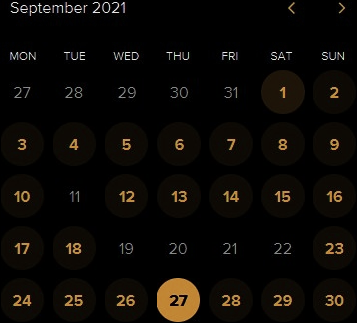 September 2021
MON TUE WED THU FRI SAT SUN
27 28 29 30 31 1 2
3 4 5 6 7 8 9
10 11 12 13 14 15 16
17 18 19 20 21 22 23
24 25 26 27 28 29 30